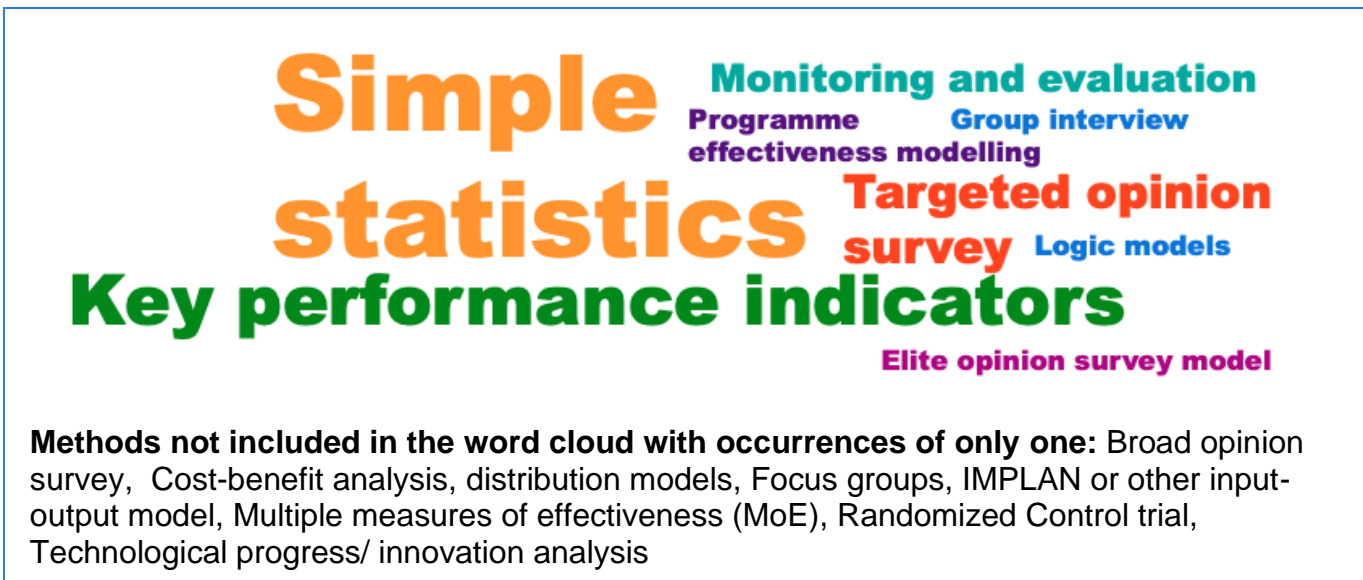 Simple
statistics
Monitoring and evaluation
Programme
effectiveness modelling
Group interview
Targeted opinion
survey
Logic models
Key performance indicators
Elite opinion survey model
Methods not included in the word cloud with occurrences of only one: Broad opinion
survey,  Cost-benefit analysis, distribution models, Focus groups, IMPLAN or other input-
output model, Multiple measures of effectiveness (MoE), Randomized Control trial,
Technological progress/ innovation analysis